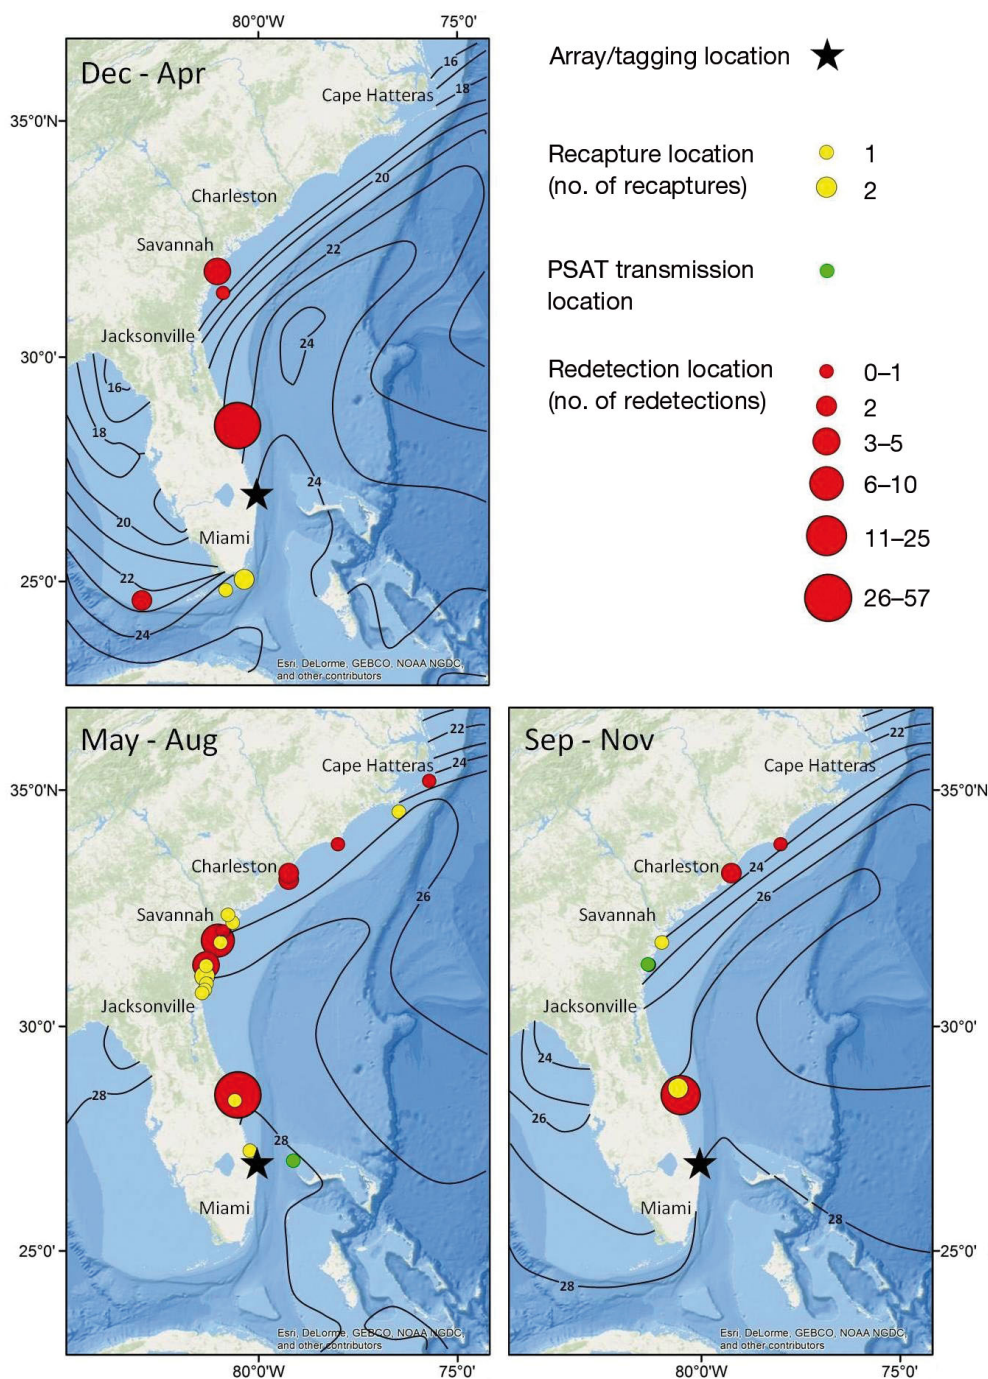 80°0'W 75°0'
Dec - Apr
16
Cape Hatteras
18
35°0'N
20
Charleston
Savannah
22
Jacksonville
24
30°0'
16
18
24
20
Miami
22
25°0'
24
Esri, DeLorme, GEBCO, NOAA NGDC,
and other contributors
Array/tagging location
Recapture location
(no. of recaptures)
1
2
PSAT transmission
location
Redetection location
(no. of redetections)
0–1
2
3–5
6–10
11–25
26–57
May - Aug
22
Cape Hatteras
24
35°0'N
Charleston
26
Savannah
Jacksonville
30°0'
28
28
Miami
25°0'
Esri, DeLorme, GEBCO, NOAA NGDC,
and other contributors
80°0'W 75°0'
Sep - Nov
22
Cape Hatteras
35°0'N
Charleston
24
26
Savannah
Jacksonville
30°0'
24
26
Miami
28
25°0'
28
Esri, DeLorme, GEBCO, NOAA NGDC,
and other contributors
80°0'W 75°0'